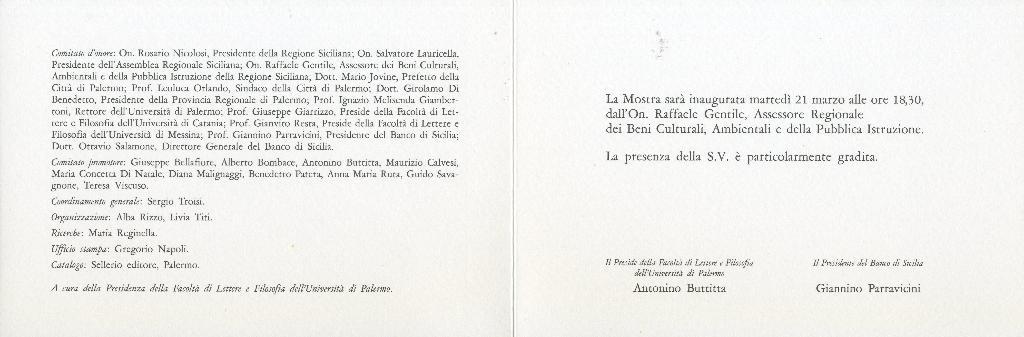 Comitato d'onore: On. Rosario Nicolosi, Presidente della Regione Siciliana; On. Salvatore Lauricella,
Presidente dell'Assemblea Regionale Siciliana; On. Raffaele Gentile, Assessore dei Beni Culturali,
Ambientali e della Pubblica Istruzione della Regione Siciliana; Dott. Mario Jovine, Prefetto della
Città di Palermo; Prof. Leoluca Orlando, Sindaco della Città di Palermo; Dott. Girolamo Di
Benedetto, Presidente della Provincia Regionale di Palermo; Prof. Ignazio Melisenda Giamber-
toni, Rettore dell'Università di Palermo; Prof. Giuseppe Giarrizzo, Preside della Facoltà di Let-
tere e Filosofia dell'Università di Catania; Prof. Gianvito Resta, Preside della Facoltà di Lettere e
Filosofia dell'Università di Messina; Prof. Giannino Parravicini, Presidente del Banco di Sicilia;
Dott. Ottavio Salamone, Direttore Generale del Banco di Sicilia.
Comitato promotore: Giuseppe Bellafiore, Alberto Bombace, Antonino Buttitta, Maurizio Calvesi,
Maria Concetta Di Natale, Diana Malignaggi, Benedetto Patera, Anna Maria Ruta, Guido Sava-
gnone, Teresa Viscuso.
Coordinamento generale: Sergio Troisi.
Organizzazione: Alba Rizzo, Livia Titi.
Ricerche: Maria Reginella.
Ufficio stampa: Gregorio Napoli.
Catalogo: Sellerio editore, Palermo.
A cura della Presidenza della Facoltà di Lettere e Filosofia dell'Università di Palermo.
La Mostra sarà inaugurata martedì 21 marzo alle ore 18,30,
dall'On. Raffaele Gentile, Assessore Regionale
dei Beni Culturali, Ambientali e della Pubblica Istruzione.
La presenza della S.V. è particolarmente gradita.
Il Preside della Facoltà di Lettere e Filosofia
dell'Università di Palermo
Antonino Buttitta
Il Presidente del Banco di Sicilia
Giannino Parravicini